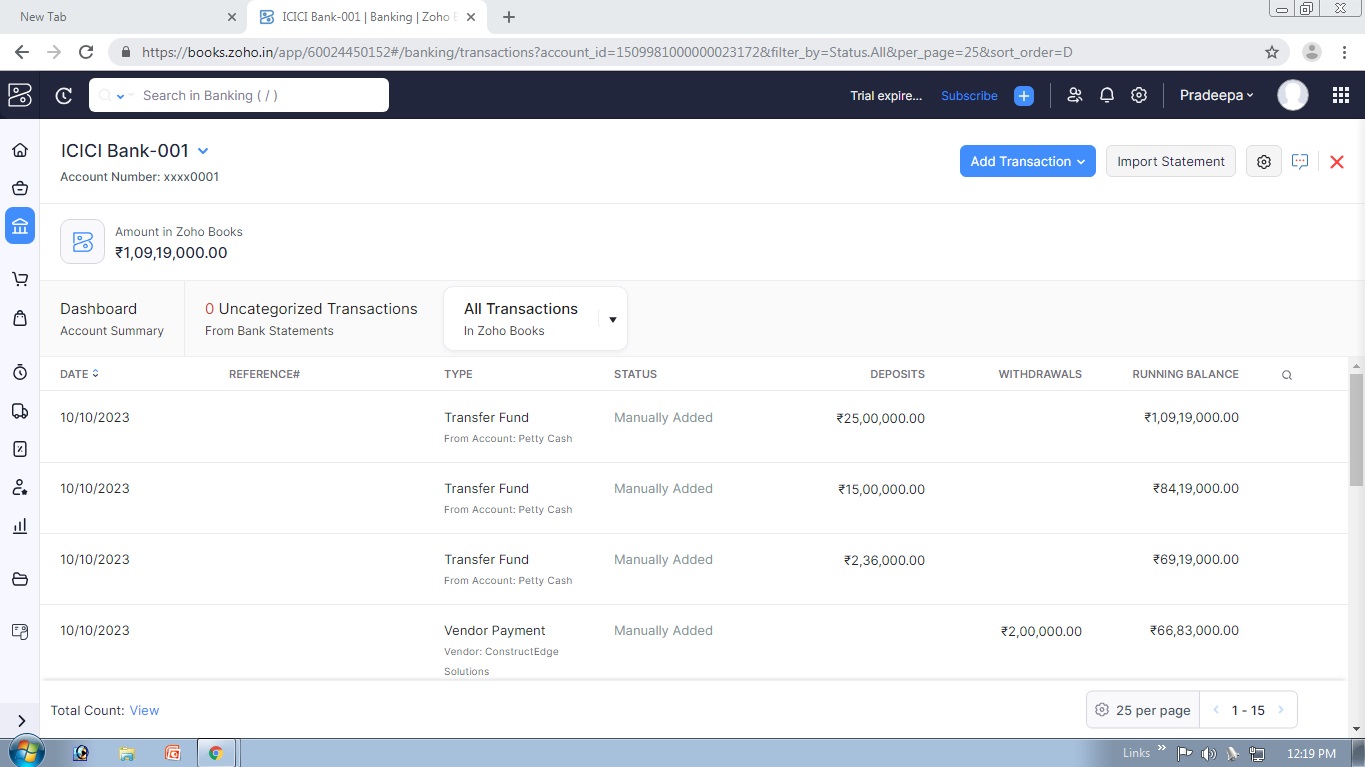 New Tab
ICICI Bank-001 | Banking | Zoho B
https://books.zoho.in/app/60024450152#/banking/transactions?account_id=1509981000000023172&filter_by=Status.All&per_page=25&sort_order=D
Search in Banking ( / )
Trial expire... Subscribe Pradeepa
ICICI Bank-001
Account Number: xxxx0001
Add Transaction Import Statement
Amount in Zoho Books
₹1,09,19,000.00
Dashboard
Account Summary
0 Uncategorized Transactions
From Bank Statements
All Transactions
In Zoho Books
DATE REFERENCE# TYPE STATUS DEPOSITS WITHDRAWALS RUNNING BALANCE
10/10/2023 Transfer Fund Manually Added ₹25,00,000.00 ₹1,09,19,000.00
From Account: Petty Cash
10/10/2023 Transfer Fund Manually Added ₹15,00,000.00 ₹84,19,000.00
From Account: Petty Cash
10/10/2023 Transfer Fund Manually Added ₹2,36,000.00 ₹69,19,000.00
From Account: Petty Cash
10/10/2023 Vendor Payment Manually Added ₹2,00,000.00 ₹66,83,000.00
Vendor: ConstructEdge
Solutions
Total Count: View
25 per page 1 - 15
Links 12:19 PM